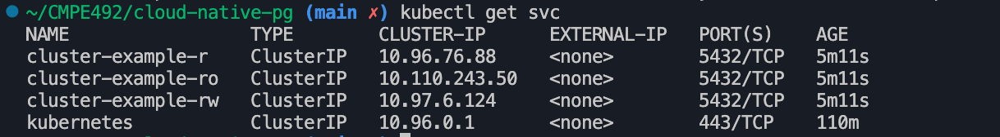 ~/CMPE492/cloud-native-pg (main ✗) kubectl get svc
NAME TYPE CLUSTER-IP EXTERNAL-IP PORT(S) AGE
cluster-example-r ClusterIP 10.96.76.88 <none> 5432/TCP 5m11s
cluster-example-ro ClusterIP 10.110.243.50 <none> 5432/TCP 5m11s
cluster-example-rw ClusterIP 10.97.6.124 <none> 5432/TCP 5m11s
kubernetes ClusterIP 10.96.0.1 <none> 443/TCP 110m